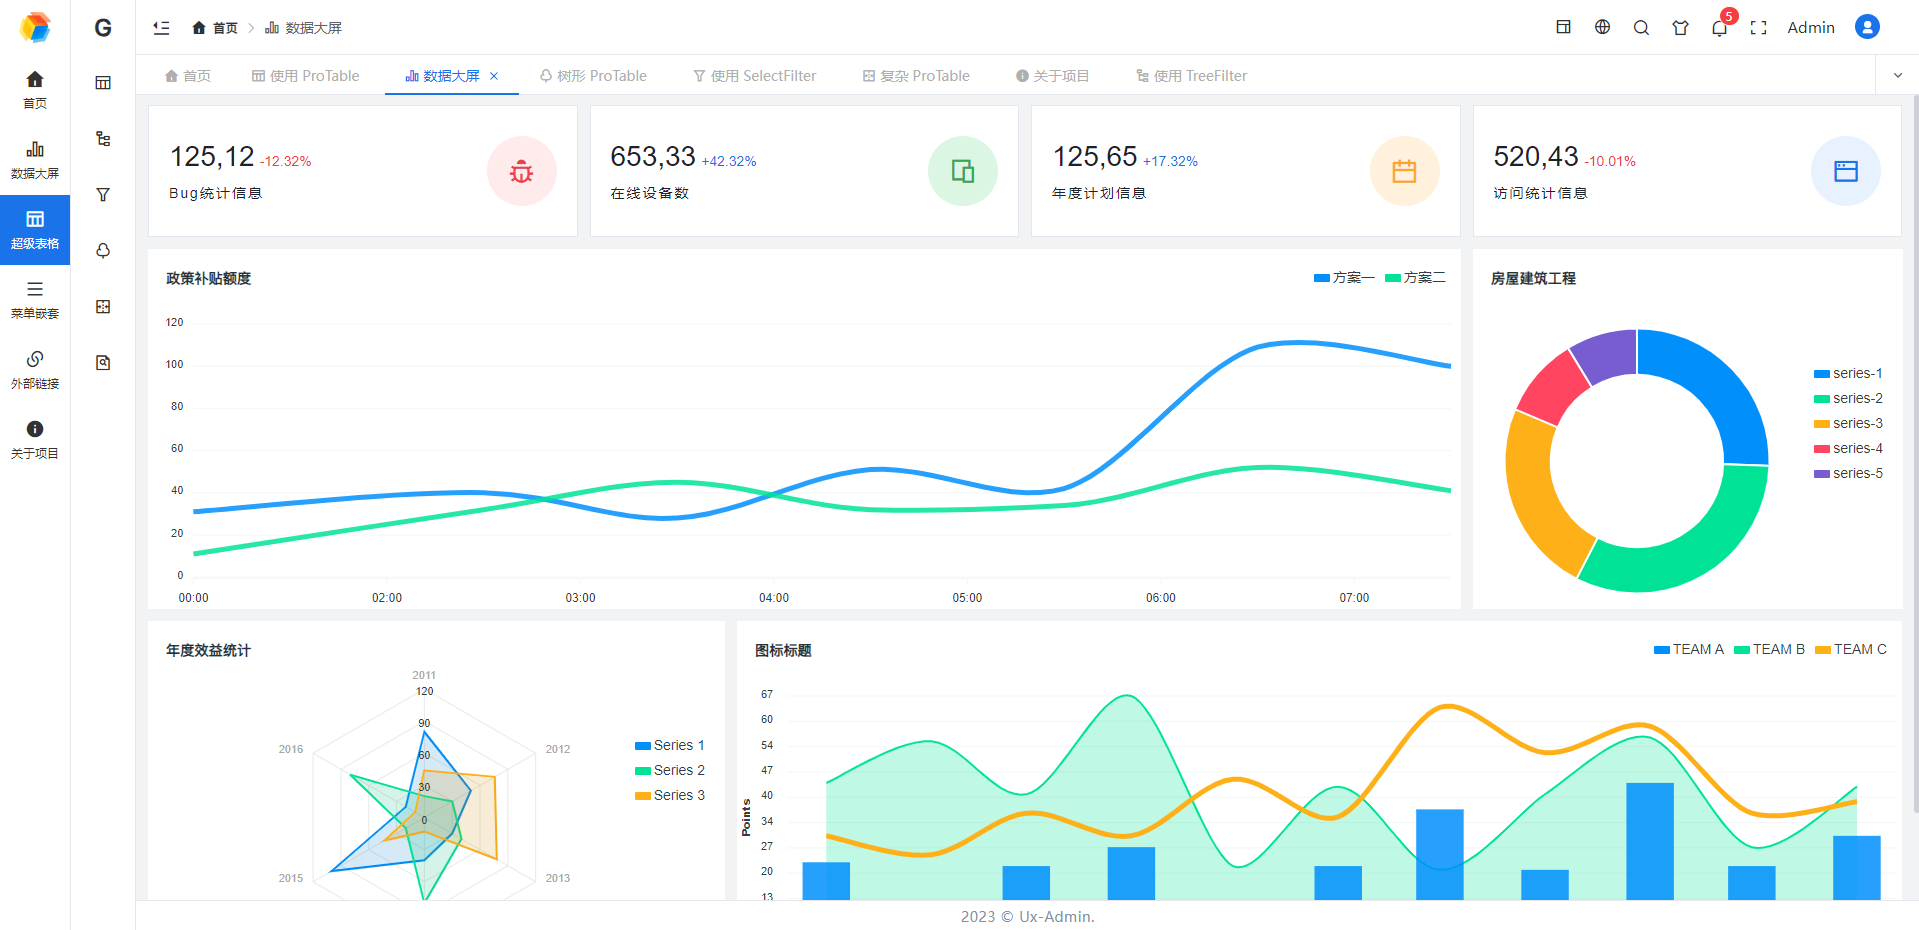 G
首页
数据大屏
超级表格
菜单嵌套
外部链接
关于项目
首页 > 数据大屏
5
Admin
首页 使用 ProTable 数据大屏 × 树形 ProTable 使用 SelectFilter 复杂 ProTable 关于项目 使用 TreeFilter
125,12 -12.32%
Bug统计信息
653,33 +42.32%
在线设备数
125,65 +17.32%
年度计划信息
520,43 -10.01%
访问统计信息
政策补贴额度
方案一 方案二
120
100
80
60
40
20
0
00:00 02:00 03:00 04:00 05:00 06:00 07:00
房屋建筑工程
series-1
series-2
series-3
series-4
series-5
年度效益统计
2011
120
90
60
30
0
2016
2012
2015
2013
Series 1
Series 2
Series 3
图标标题
TEAM A TEAM B TEAM C
Points
67
60
54
47
40
34
27
20
13
2023 © Ux-Admin.